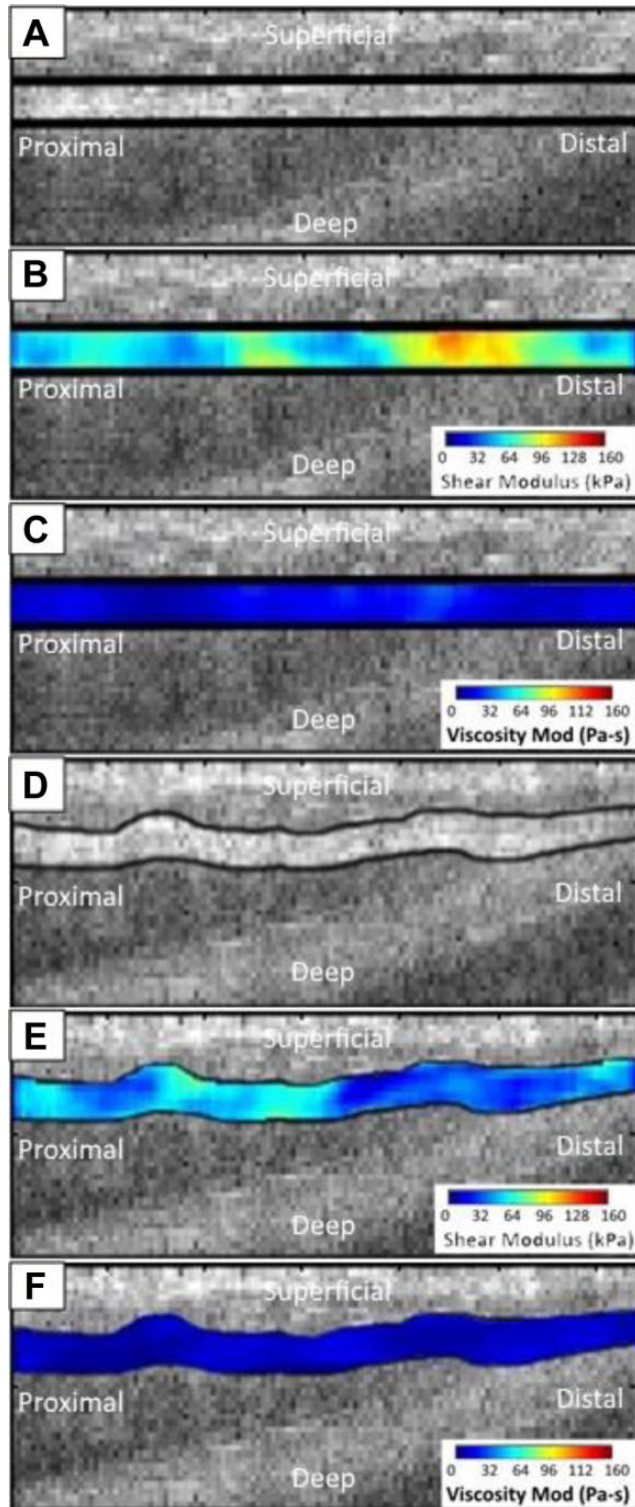 A
Superficial
Proximal
Distal
Deep
B
Superficial
Proximal
Distal
Deep
0 32 64 96 128 160
Shear Modulus (kPa)
C
Superficial
Proximal
Distal
Deep
0 32 64 96 128 160
Viscosity Mod (Pa-s)
D
Superficial
Proximal
Distal
Deep
E
Superficial
Proximal
Distal
Deep
0 32 64 96 128 160
Shear Modulus (kPa)
F
Superficial
Proximal
Distal
Deep
0 32 64 96 128 160
Viscosity Mod (Pa-s)